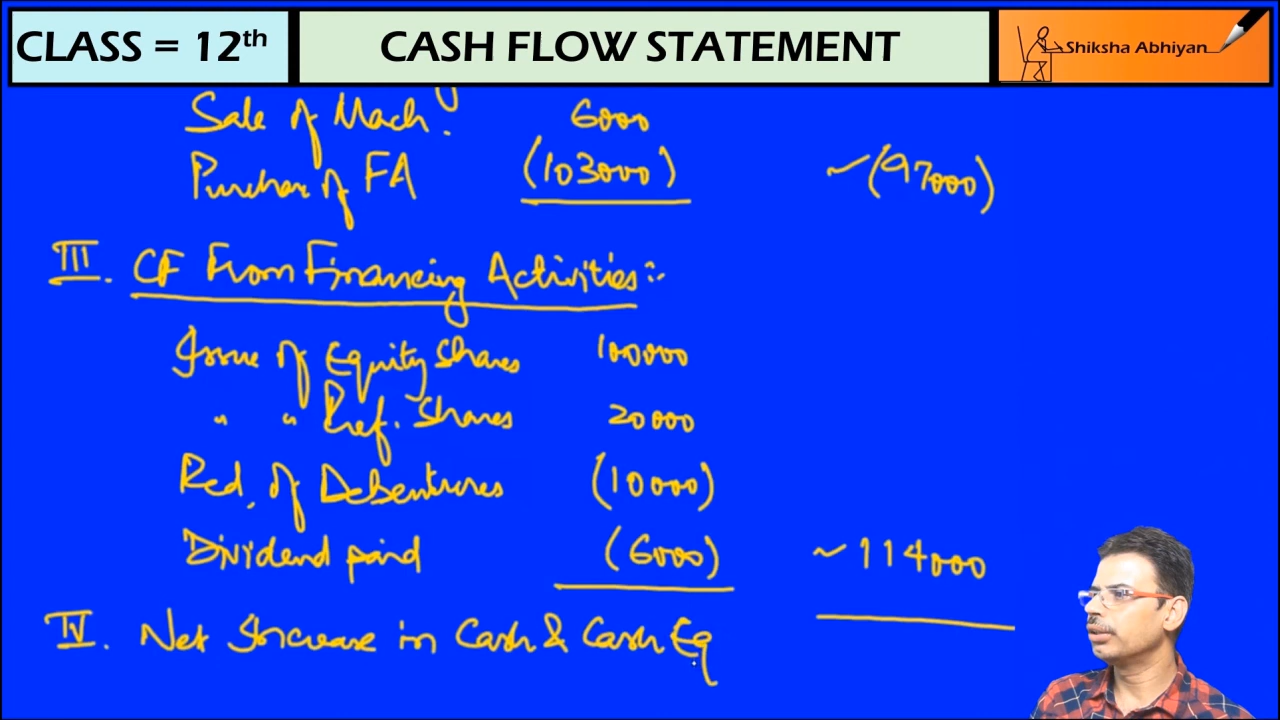 CLASS = 12th
CASH FLOW STATEMENT
Shiksha Abhiyan
Sale of Mach. 6000
Purchase of FA (103000) ~(97000)
III. CF From Financing Activities:-
Issue of Equity Shares 100000
" " Pref. Shares 20000
Red. of Debentures (10000)
Dividend paid (6000) ~114000
IV. Net Increase in Cash & Cash Eq